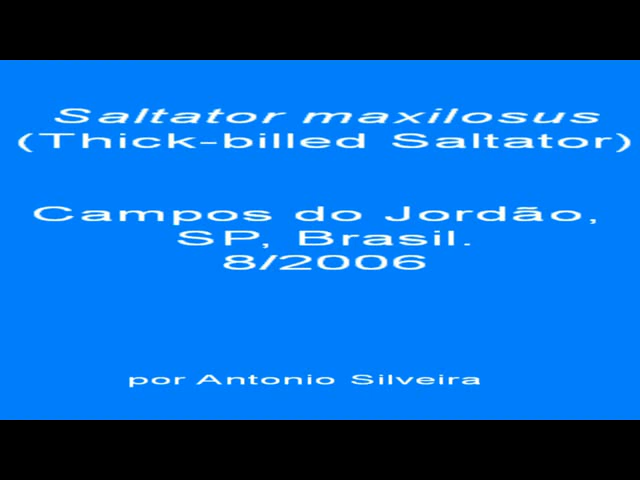 Saltator maxilosus
(Thick-billed Saltator)
Campos do Jordão,
SP, Brasil.
8/2006
por Antonio Silveira